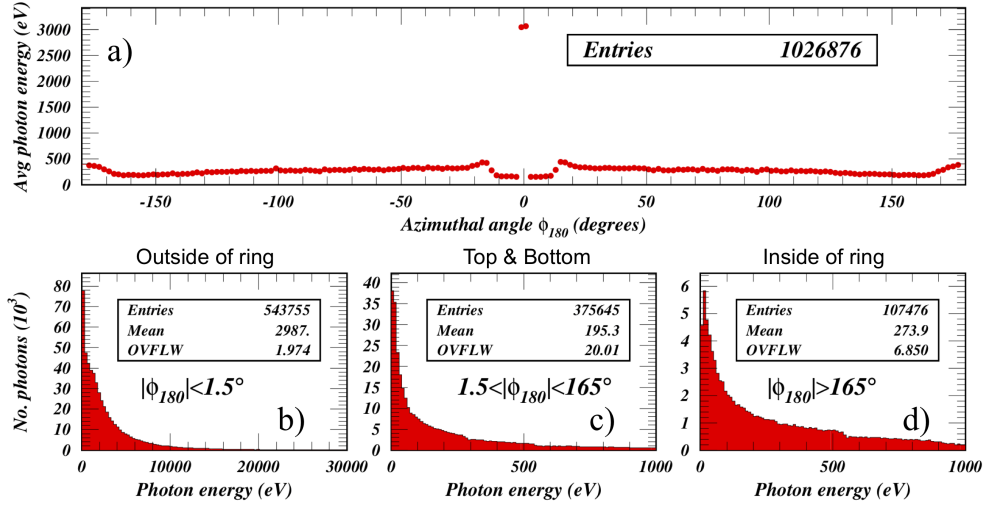 Avg photon energy (eV)
3000
2500
2000
1500
1000
500
0
a)
Entries 1026876
-150 -100 -50 0 50 100 150
Azimuthal angle ϕ180 (degrees)
Outside of ring
Top & Bottom
Inside of ring
No. photons (10³)
80
70
60
50
40
30
20
10
0
Entries 543755
Mean 2987.
OVFLW 1.974
|ϕ180|<1.5°
b)
0 10000 20000 30000
Photon energy (eV)
40
35
30
25
20
15
10
5
0
Entries 375645
Mean 195.3
OVFLW 20.01
1.5<|ϕ180|<165°
c)
0 500 1000
Photon energy (eV)
6
5
4
3
2
1
0
Entries 107476
Mean 273.9
OVFLW 6.850
|ϕ180|>165°
d)
0 500 1000
Photon energy (eV)